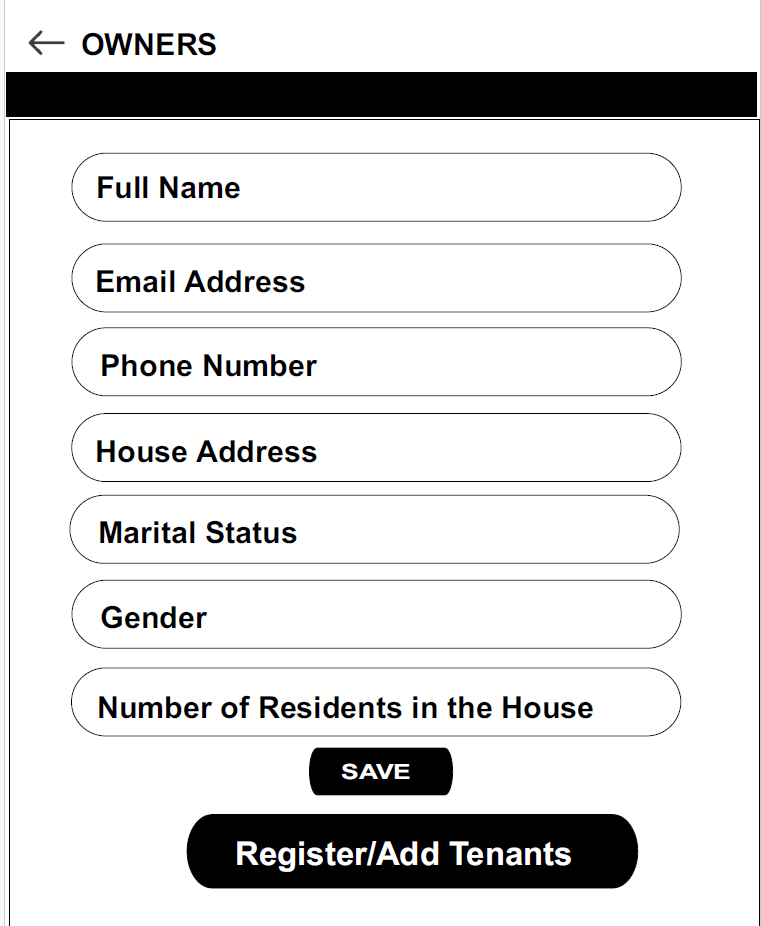 OWNERS
Full Name
Email Address
Phone Number
House Address
Marital Status
Gender
Number of Residents in the House
SAVE
Register/Add Tenants